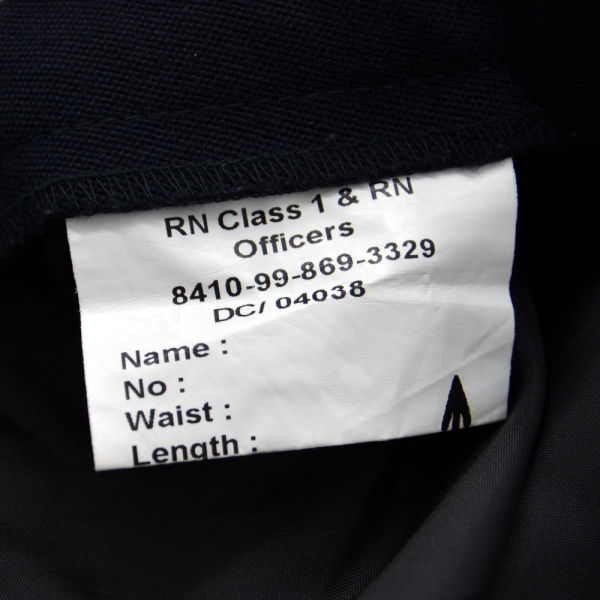 RN Class 1 & RN
Officers
8410-99-869-3329
DC/ 04038
Name :
No :
Waist :
Length :